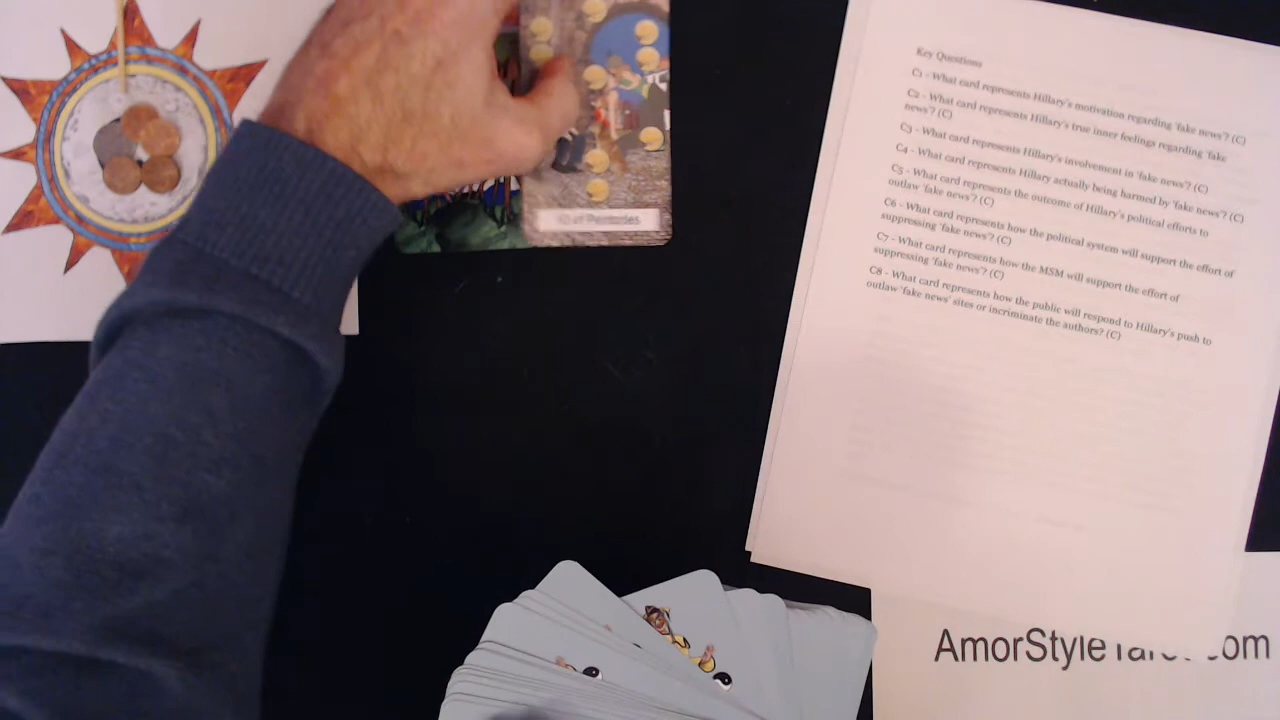 10 of Pentacles
Key Questions
C1 - What card represents Hillary's motivation regarding 'fake news'? (C)
C2 - What card represents Hillary's true inner feelings regarding 'fake
news'? (C)
C3 - What card represents Hillary's involvement in 'fake news'? (C)
C4 - What card represents Hillary actually being harmed by 'fake news'? (C)
C5 - What card represents the outcome of Hillary's political efforts to
outlaw 'fake news'? (C)
C6 - What card represents how the political system will support the effort of
suppressing 'fake news'? (C)
C7 - What card represents how the MSM will support the effort of
suppressing 'fake news'? (C)
C8 - What card represents how the public will respond to Hillary's push to
outlaw 'fake news' sites or incriminate the authors? (C)
AmorStyleTarot.com